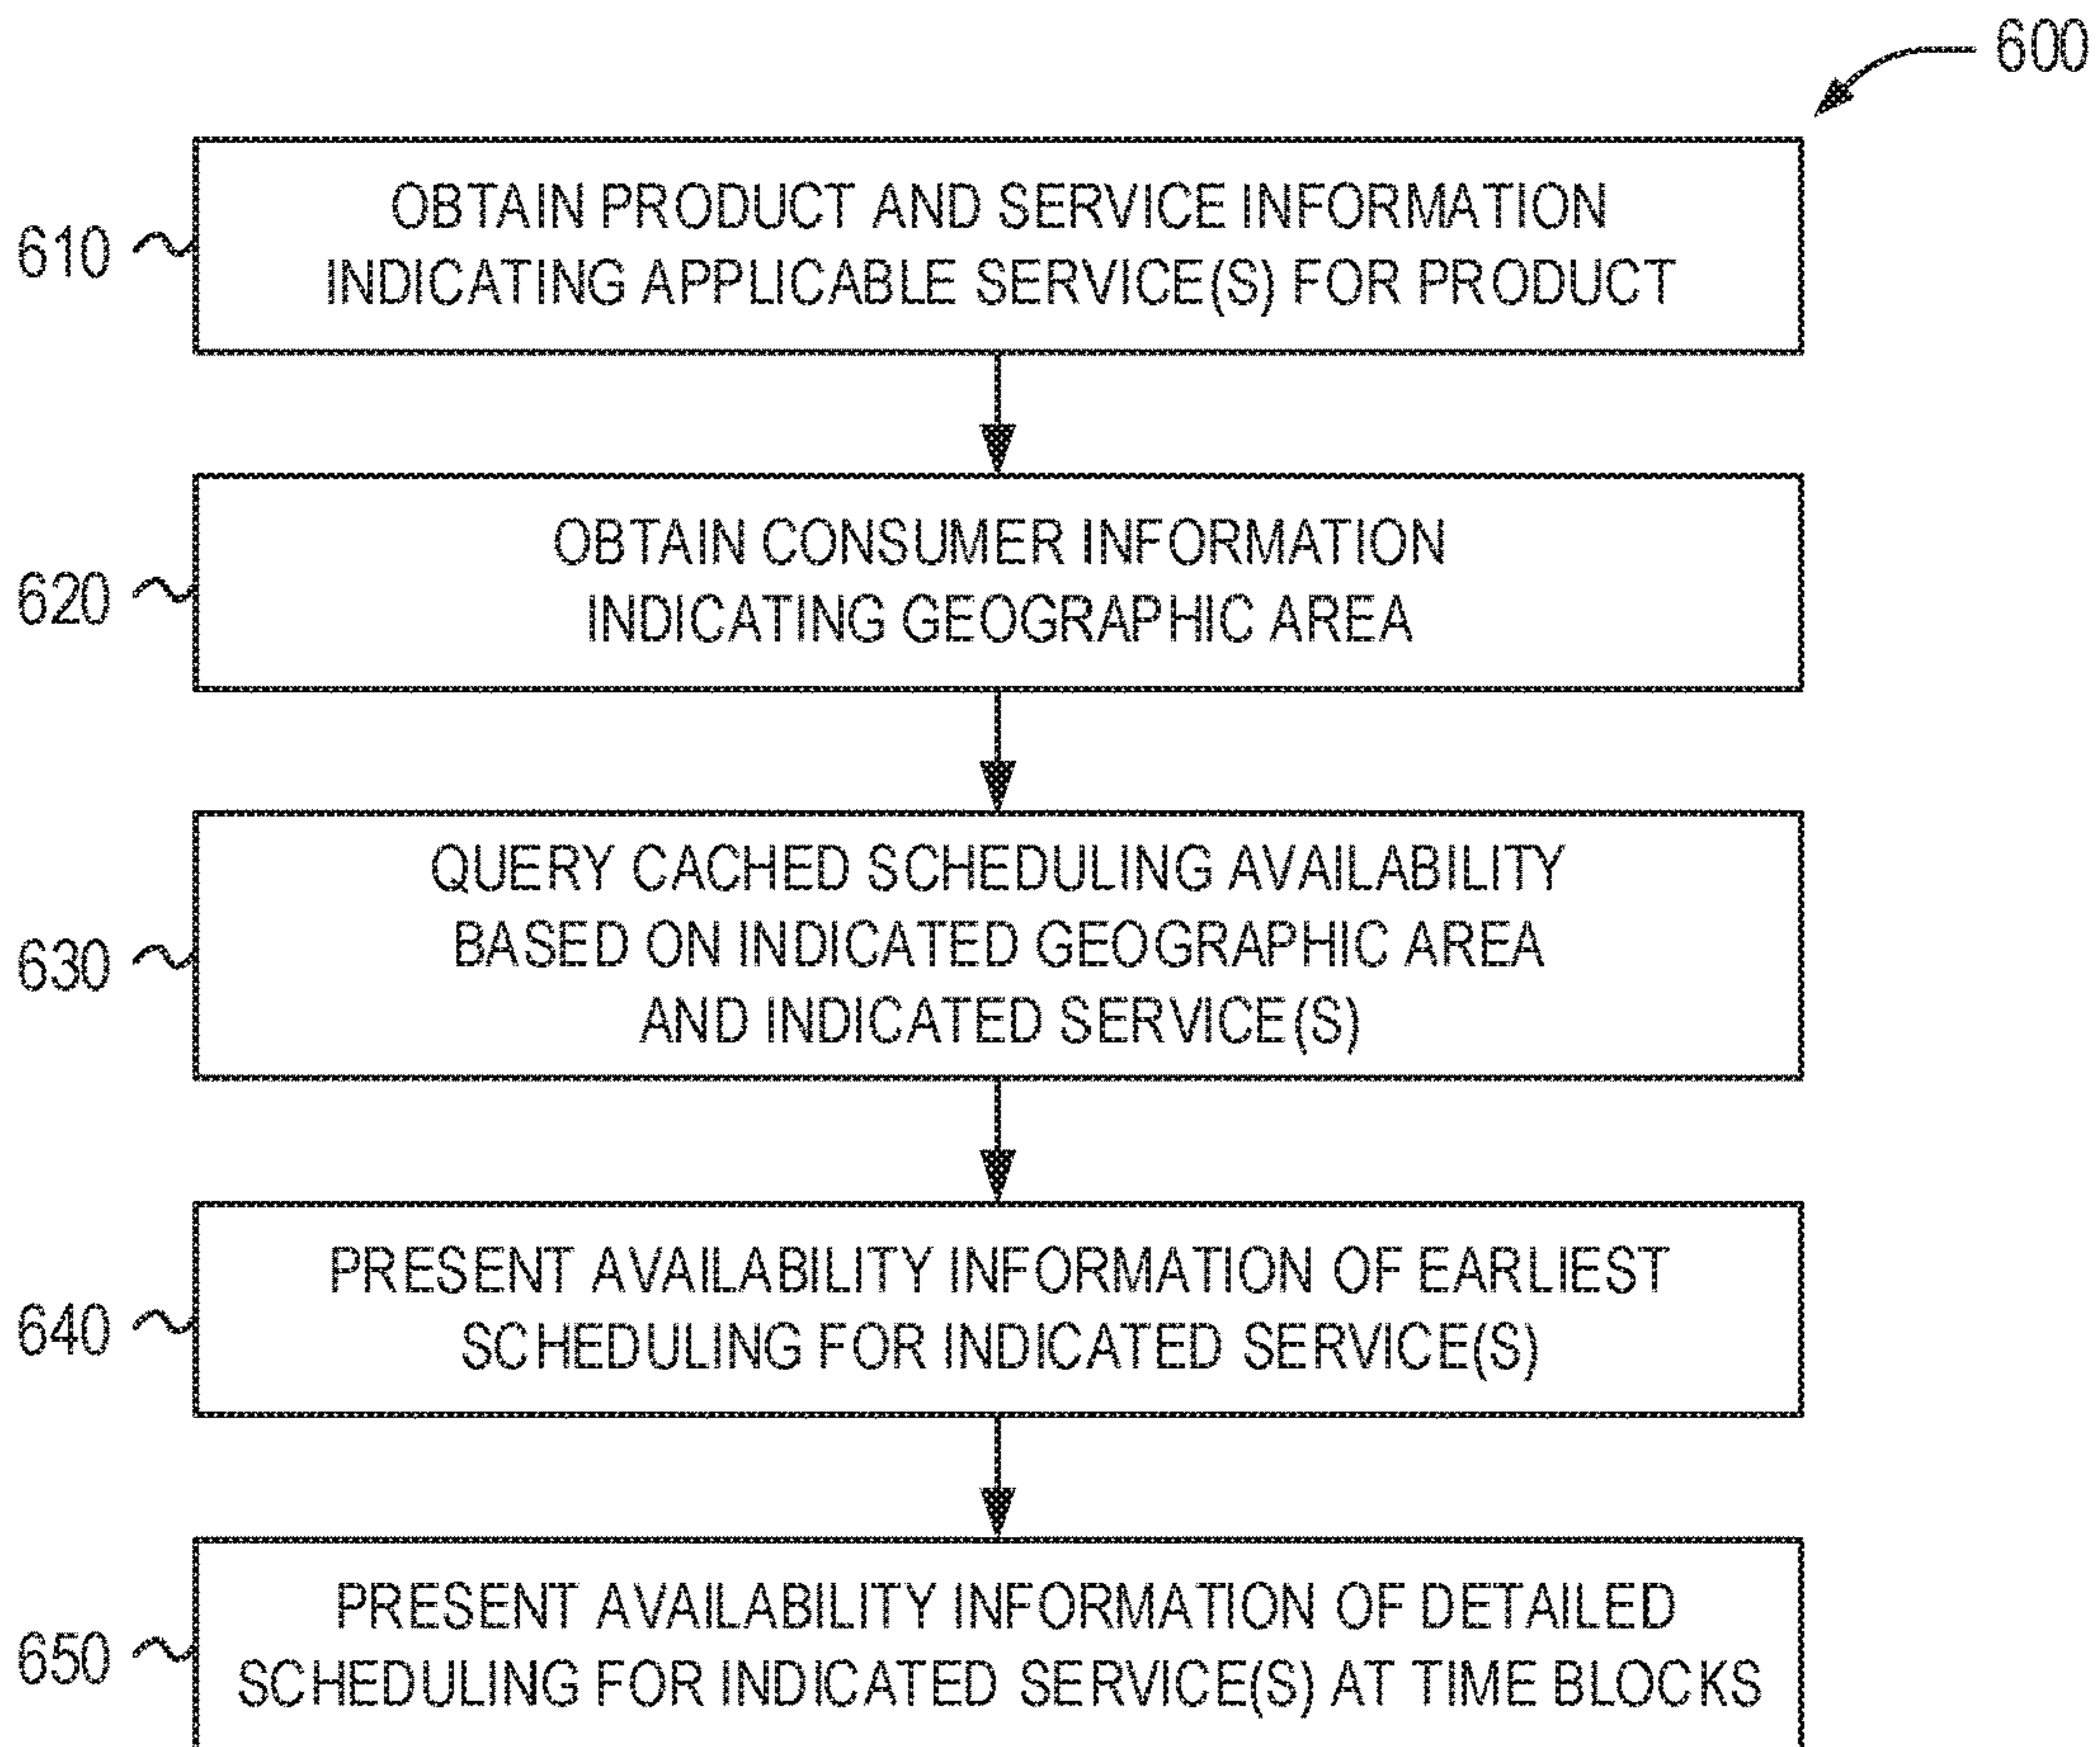 600
OBTAIN PRODUCT AND SERVICE INFORMATION
INDICATING APPLICABLE SERVICE(S) FOR PRODUCT
610
OBTAIN CONSUMER INFORMATION
INDICATING GEOGRAPHIC AREA
620
QUERY CACHED SCHEDULING AVAILABILITY
BASED ON INDICATED GEOGRAPHIC AREA
AND INDICATED SERVICE(S)
630
PRESENT AVAILABILITY INFORMATION OF EARLIEST
SCHEDULING FOR INDICATED SERVICE(S)
640
PRESENT AVAILABILITY INFORMATION OF DETAILED
SCHEDULING FOR INDICATED SERVICE(S) AT TIME BLOCKS
650